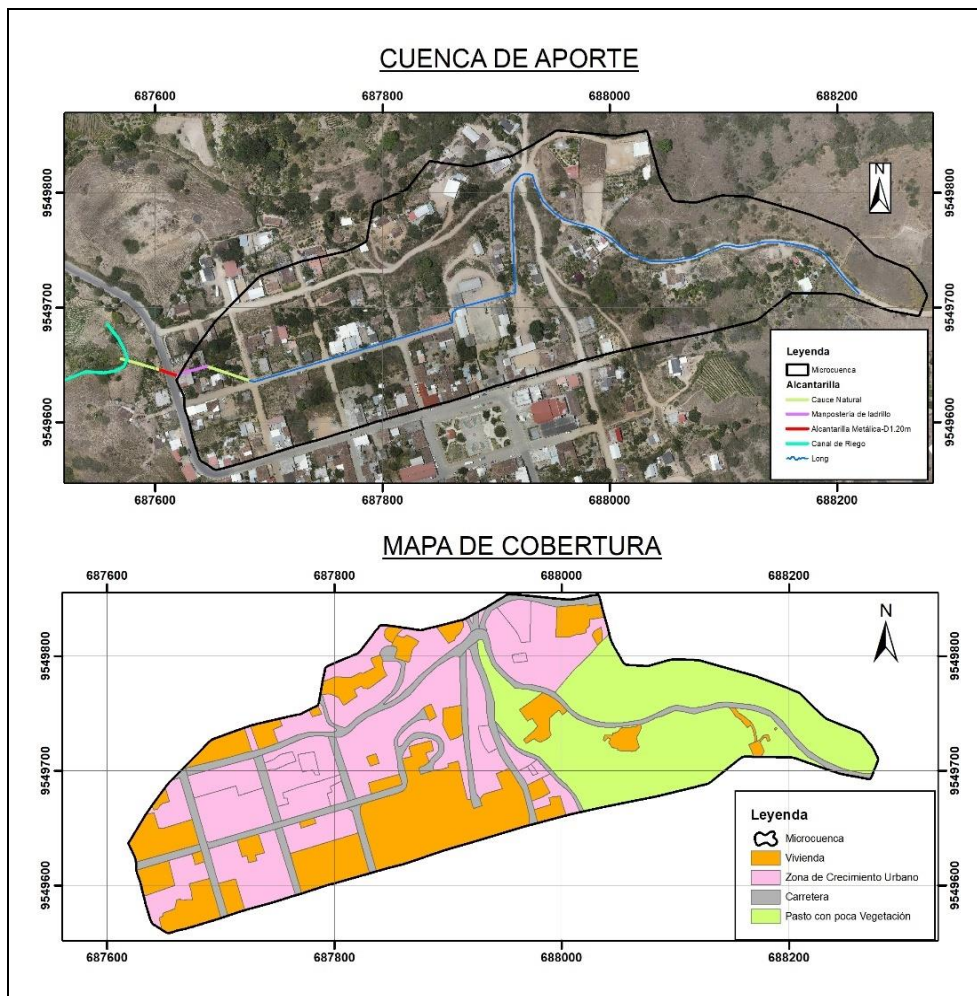 CUENCA DE APORTE
687600 687800 688000 688200
9549800 9549800
N
9549700 9549700
9549600 9549600
Leyenda
Microcuenca
Alcantarilla
Cauce Natural
Manpostería de ladrillo
Alcantarilla Metálica-D1.20m
Canal de Riego
Long
687600 687800 688000 688200
MAPA DE COBERTURA
687600 687800 688000 688200
N
9549800 9549800
9549700 9549700
9549600 9549600
Leyenda
Microcuenca
Vivienda
Zona de Crecimiento Urbano
Carretera
Pasto con poca Vegetación
687600 687800 688000 688200